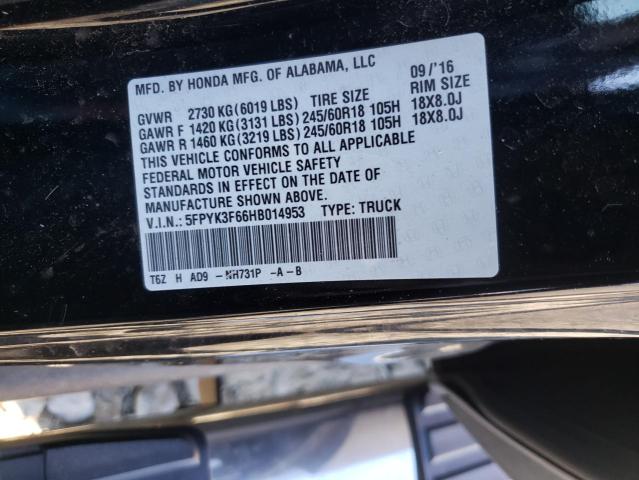 MFD. BY HONDA MFG. OF ALABAMA, LLC 09/'16
GVWR 2730 KG(6019 LBS) TIRE SIZE RIM SIZE
GAWR F 1420 KG(3131 LBS) 245/60R18 105H 18X8.0J
GAWR R 1460 KG(3219 LBS) 245/60R18 105H 18X8.0J
THIS VEHICLE CONFORMS TO ALL APPLICABLE
FEDERAL MOTOR VEHICLE SAFETY
STANDARDS IN EFFECT ON THE DATE OF
MANUFACTURE SHOWN ABOVE.
V.I.N.: 5FPYK3F66HB014953 TYPE: TRUCK
T6Z H AD9 -NH731P -A -B